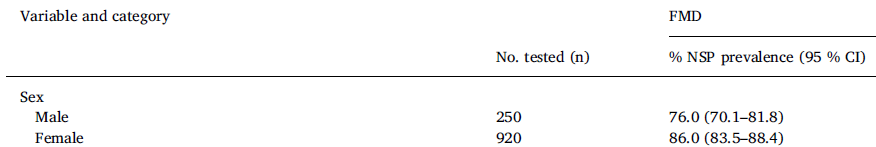 Variable and category FMD
No. tested (n) % NSP prevalence (95 % CI)
Sex
Male 250 76.0 (70.1–81.8)
Female 920 86.0 (83.5–88.4)